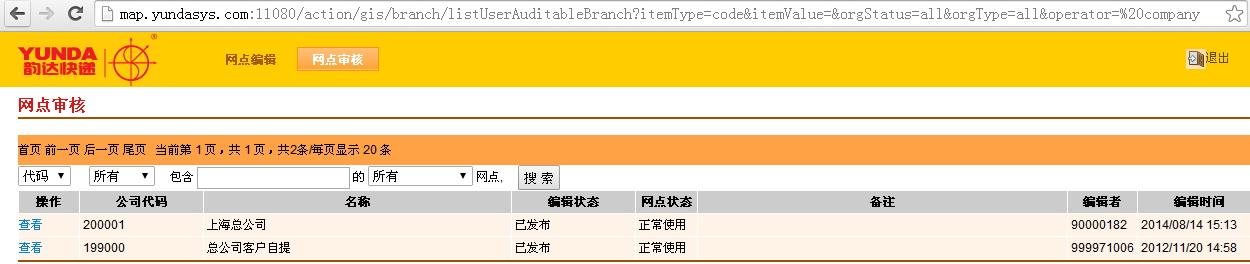 map.yundasys.com:11080/action/gis/branch/listUserAuditableBranch?itemType=code&itemValue=&orgStatus=all&orgType=all&operator=%20company
YUNDA ®
韵达快递
网点编辑 网点审核 退出
网点审核
首页 前一页 后一页 尾页 当前第 1 页，共 1 页，共2条/每页显示 20 条
代码 所有 包含 的 所有 网点, 搜 索
操作 公司代码 名称 编辑状态 网点状态 备注 编辑者 编辑时间
查看 200001 上海总公司 已发布 正常使用 90000182 2014/08/14 15:13
查看 199000 总公司客户自提 已发布 正常使用 999971006 2012/11/20 14:58